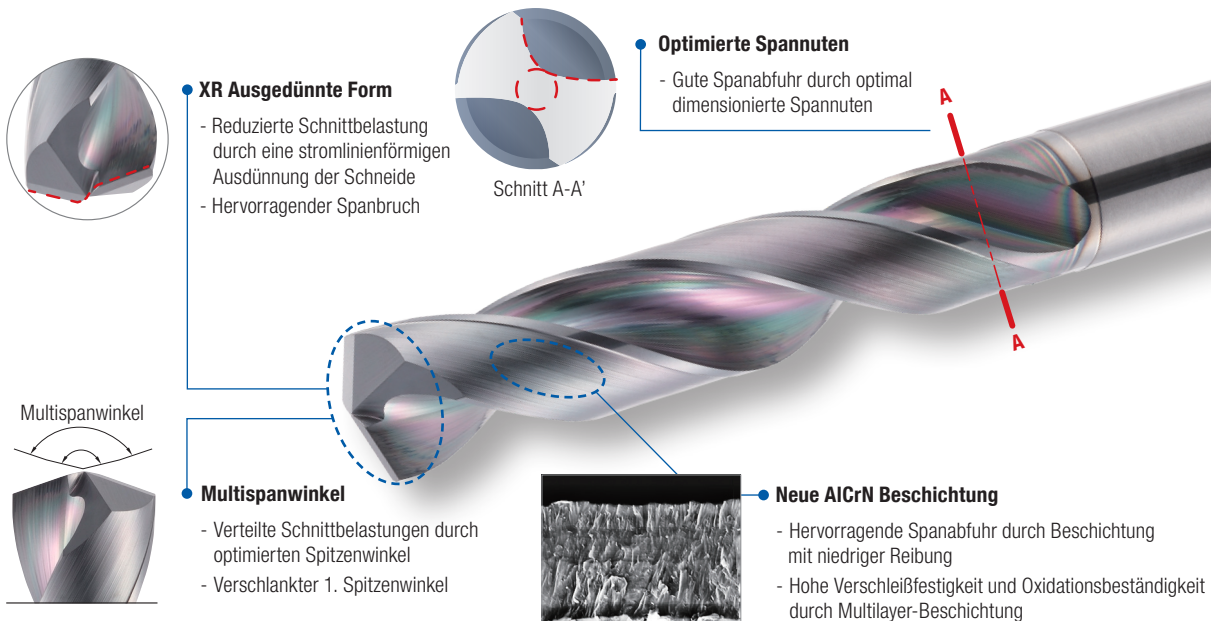 XR Ausgedünnte Form
- Reduzierte Schnittbelastung
durch eine stromlinienförmigen
Ausdünnung der Schneide
- Hervorragender Spanbruch
Schnitt A-A'
Optimierte Spannuten
- Gute Spanabfuhr durch optimal
dimensionierte Spannuten
A
A
Multispanwinkel
Multispanwinkel
- Verteilte Schnittbelastungen durch
optimierten Spitzenwinkel
- Verschlankter 1. Spitzenwinkel
Neue AlCrN Beschichtung
- Hervorragende Spanabfuhr durch Beschichtung
mit niedriger Reibung
- Hohe Verschleißfestigkeit und Oxidationsbeständigkeit
durch Multilayer-Beschichtung